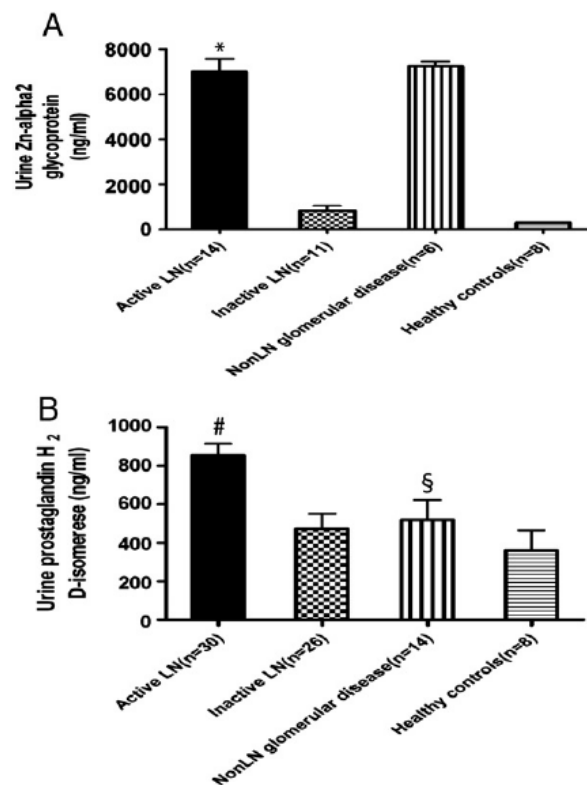 A
Urine Zn-alpha2
glycoprotein
(ng/ml)
8000
6000
4000
2000
0
*
Active LN(n=14)
Inactive LN(n=11)
NonLN glomerular disease(n=6)
Healthy controls(n=8)
B
Urine prostaglandin H 2
D-isomerese (ng/ml)
1000
800
600
400
200
0
#
§
Active LN(n=30)
Inactive LN(n=26)
NonLN glomerular disease(n=14)
Healthy controls(n=8)